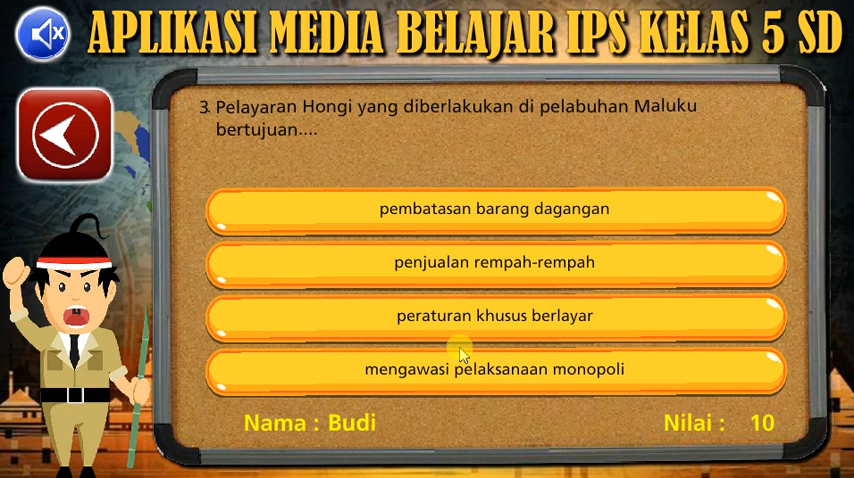 APLIKASI MEDIA BELAJAR IPS KELAS 5 SD
3. Pelayaran Hongi yang diberlakukan di pelabuhan Maluku
bertujuan....
pembatasan barang dagangan
penjualan rempah-rempah
peraturan khusus berlayar
mengawasi pelaksanaan monopoli
Nama : Budi
Nilai : 10